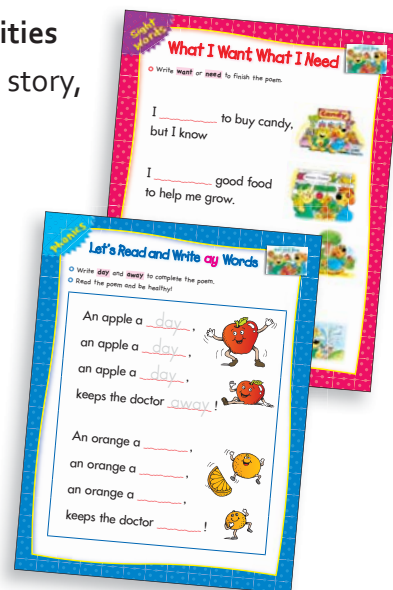 ities
story,
Sight
Words
What I Want, What I Need
Write want or need to finish the poem.
I ________ to buy candy,
but I know
Candy
I ________ good food
to help me grow.
Phonics
Let's Read and Write ay Words
Write day and away to complete the poem.
Read the poem and be healthy!
An apple a day ,
an apple a day ,
an apple a day ,
keeps the doctor away !
An orange a ______ ,
an orange a ______ ,
an orange a ______ ,
keeps the doctor ______ !